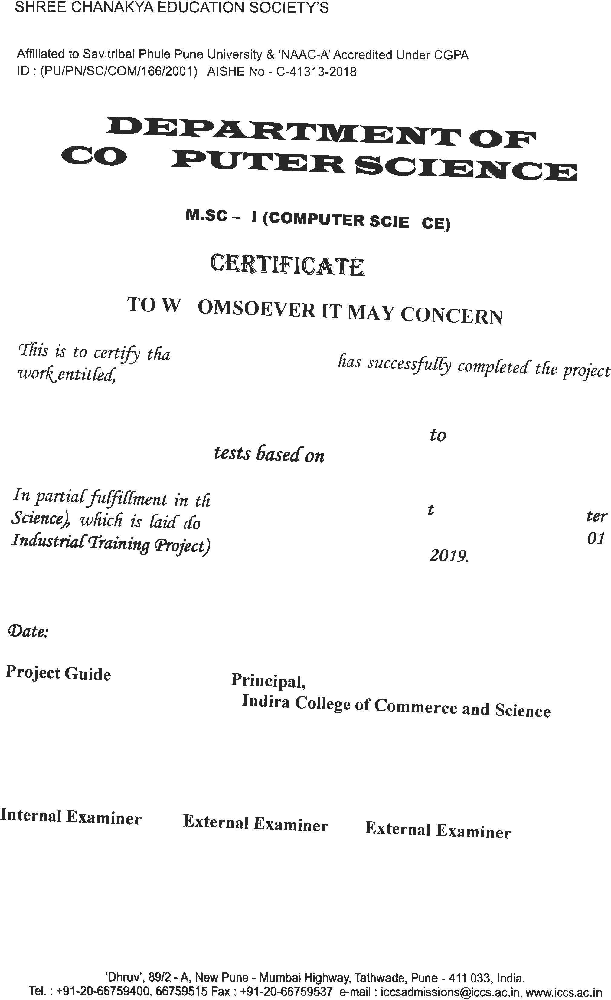 SHREE CHANAKYA EDUCATION SOCIETY'S
Affiliated to Savitribai Phule Pune University & 'NAAC-A' Accredited Under CGPA
ID : (PU/PN/SC/COM/166/2001) AISHE No - C-41313-2018
DEPARTMENT OF
CO PUTER SCIENCE
M.SC – I (COMPUTER SCIE CE)
CERTIFICATE
TO W OMSOEVER IT MAY CONCERN
This is to certify tha has successfully completed the project
work entitled,
to
tests based on
In partial fulfillment in th t ter
Science), which is laid do 01
Industrial Training Project) 2019.
Date:
Project Guide Principal,
Indira College of Commerce and Science
Internal Examiner External Examiner External Examiner
'Dhruv', 89/2 - A, New Pune - Mumbai Highway, Tathwade, Pune - 411 033, India.
Tel. : +91-20-66759400, 66759515 Fax : +91-20-66759537 e-mail : iccsadmissions@iccs.ac.in, www.iccs.ac.in